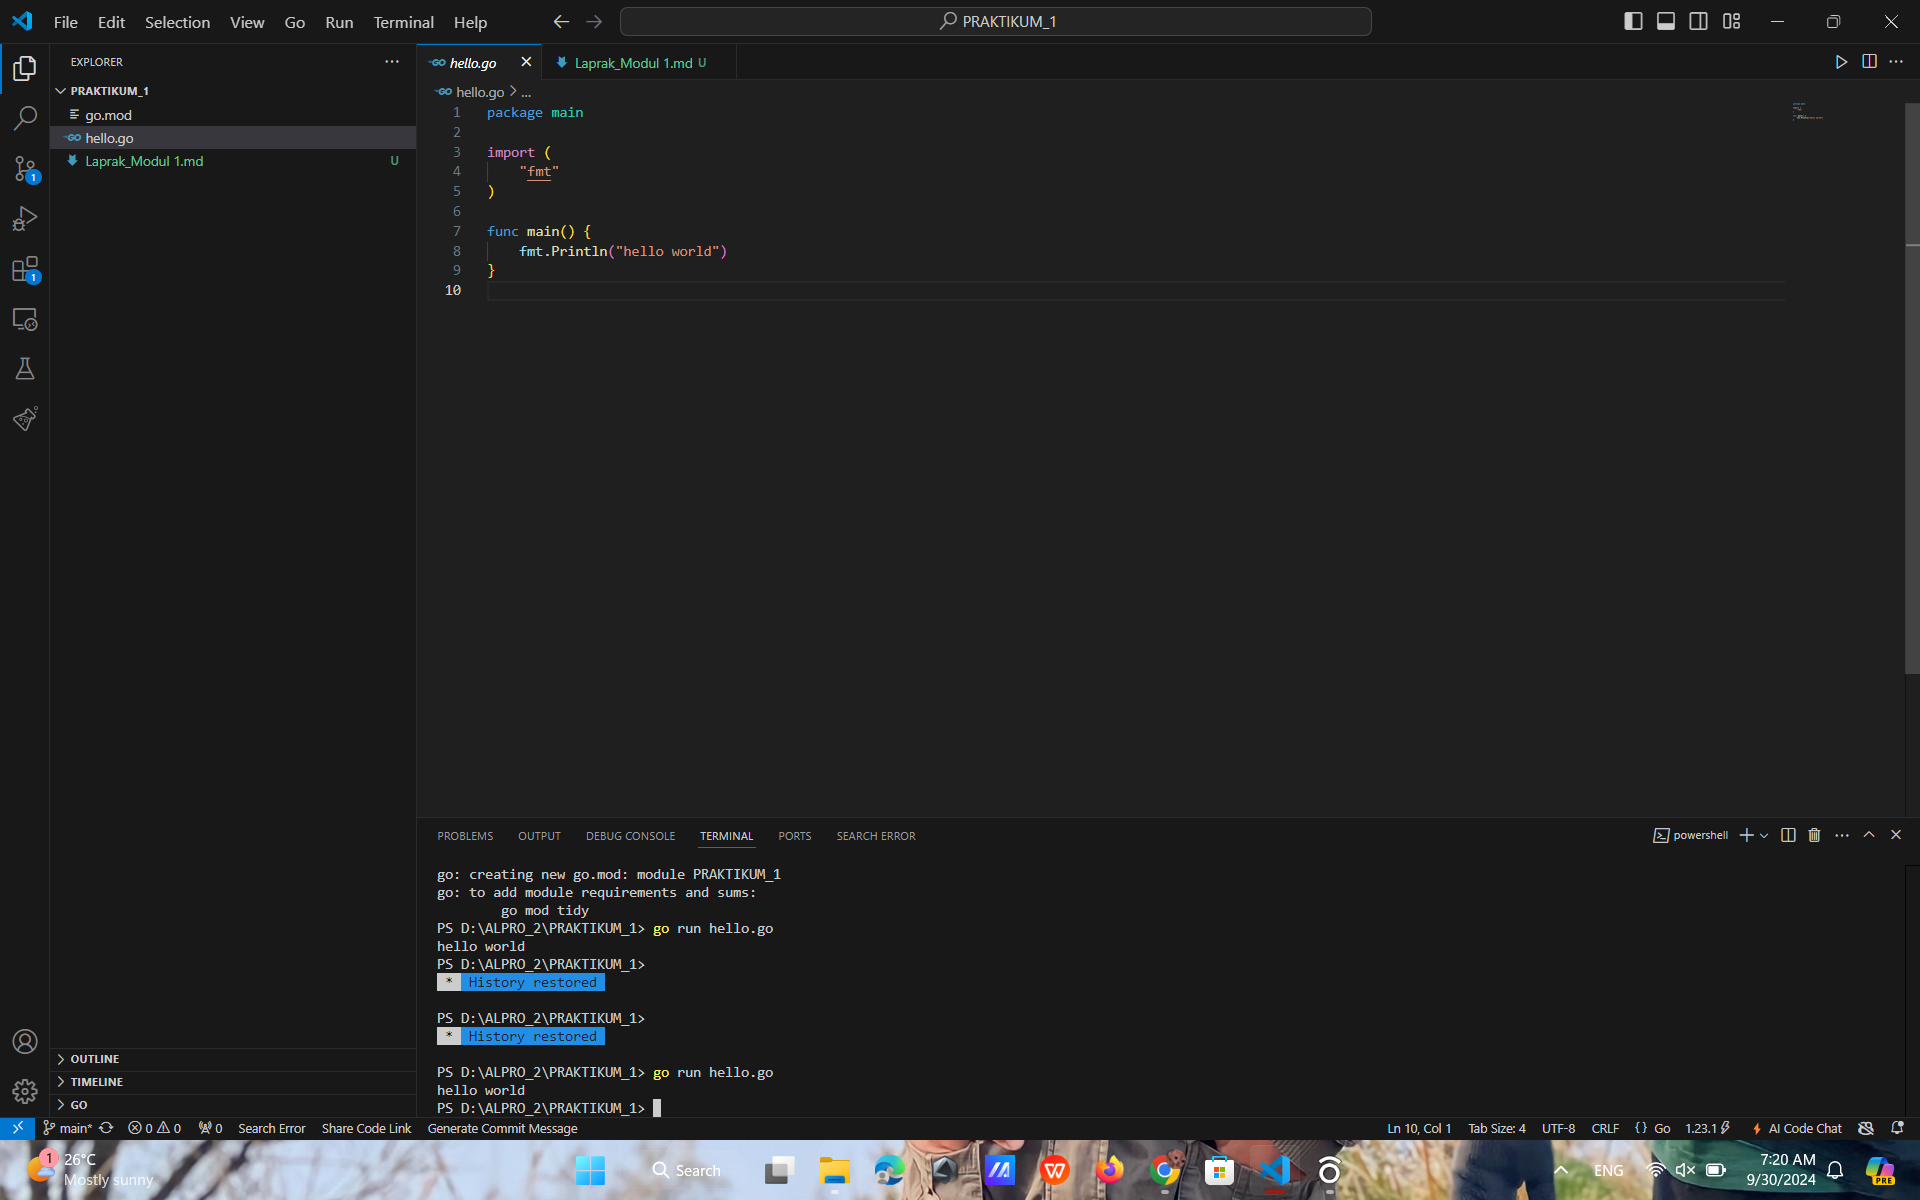 File Edit Selection View Go Run Terminal Help
PRAKTIKUM_1
EXPLORER
PRAKTIKUM_1
go.mod
GO hello.go
Laprak_Modul 1.md U
1
1
OUTLINE
TIMELINE
GO
GO hello.go
Laprak_Modul 1.md U
GO hello.go > ...
1 package main
2
3 import (
4 "fmt"
5 )
6
7 func main() {
8 fmt.Println("hello world")
9 }
10
PROBLEMS OUTPUT DEBUG CONSOLE TERMINAL PORTS SEARCH ERROR
powershell
go: creating new go.mod: module PRAKTIKUM_1
go: to add module requirements and sums:
go mod tidy
PS D:\ALPRO_2\PRAKTIKUM_1> go run hello.go
hello world
PS D:\ALPRO_2\PRAKTIKUM_1>
* History restored
PS D:\ALPRO_2\PRAKTIKUM_1>
* History restored
PS D:\ALPRO_2\PRAKTIKUM_1> go run hello.go
hello world
PS D:\ALPRO_2\PRAKTIKUM_1>
main* 0 0 0 Search Error Share Code Link Generate Commit Message
Ln 10, Col 1 Tab Size: 4 UTF-8 CRLF {} Go 1.23.1 AI Code Chat
1
26°C
Mostly sunny
Search
W
ENG
7:20 AM
9/30/2024
PRE